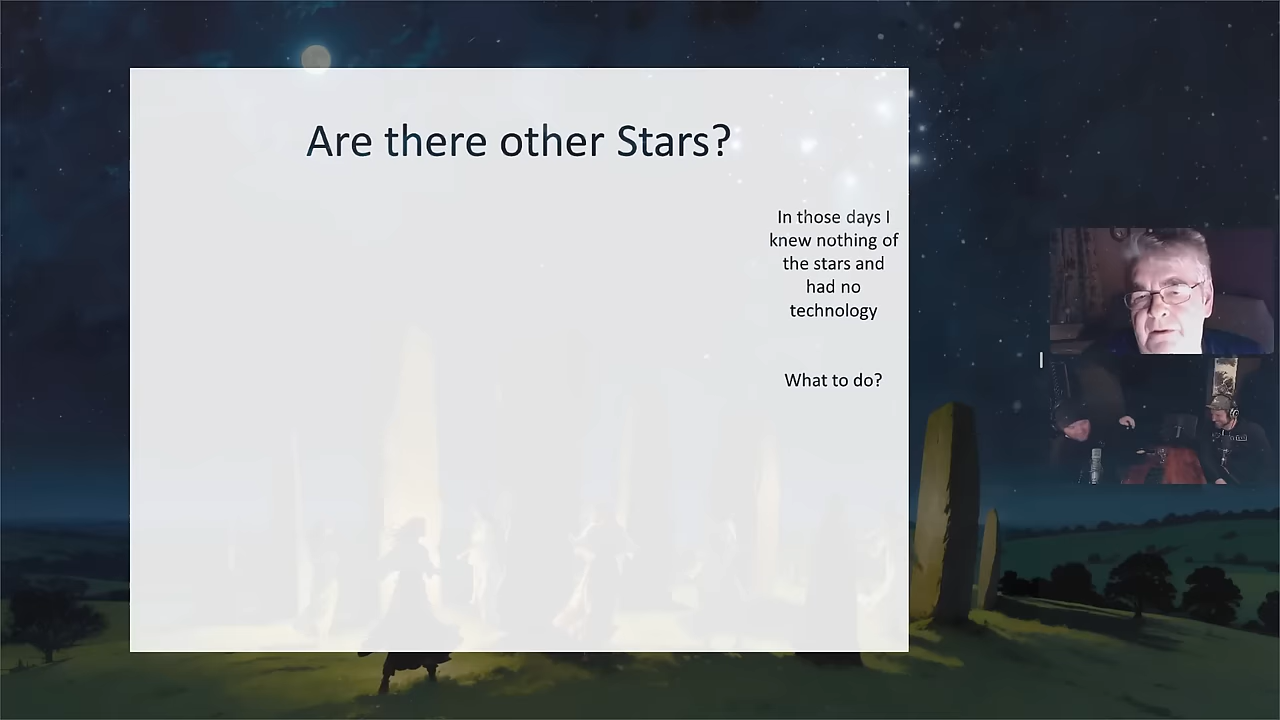 Are there other Stars?
In those days I
knew nothing of
the stars and
had no
technology
What to do?